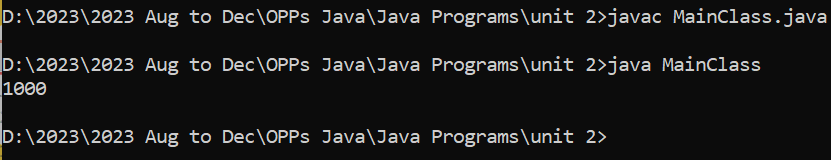 D:\2023\2023 Aug to Dec\OPPs Java\Java Programs\unit 2>javac MainClass.java
D:\2023\2023 Aug to Dec\OPPs Java\Java Programs\unit 2>java MainClass
1000
D:\2023\2023 Aug to Dec\OPPs Java\Java Programs\unit 2>